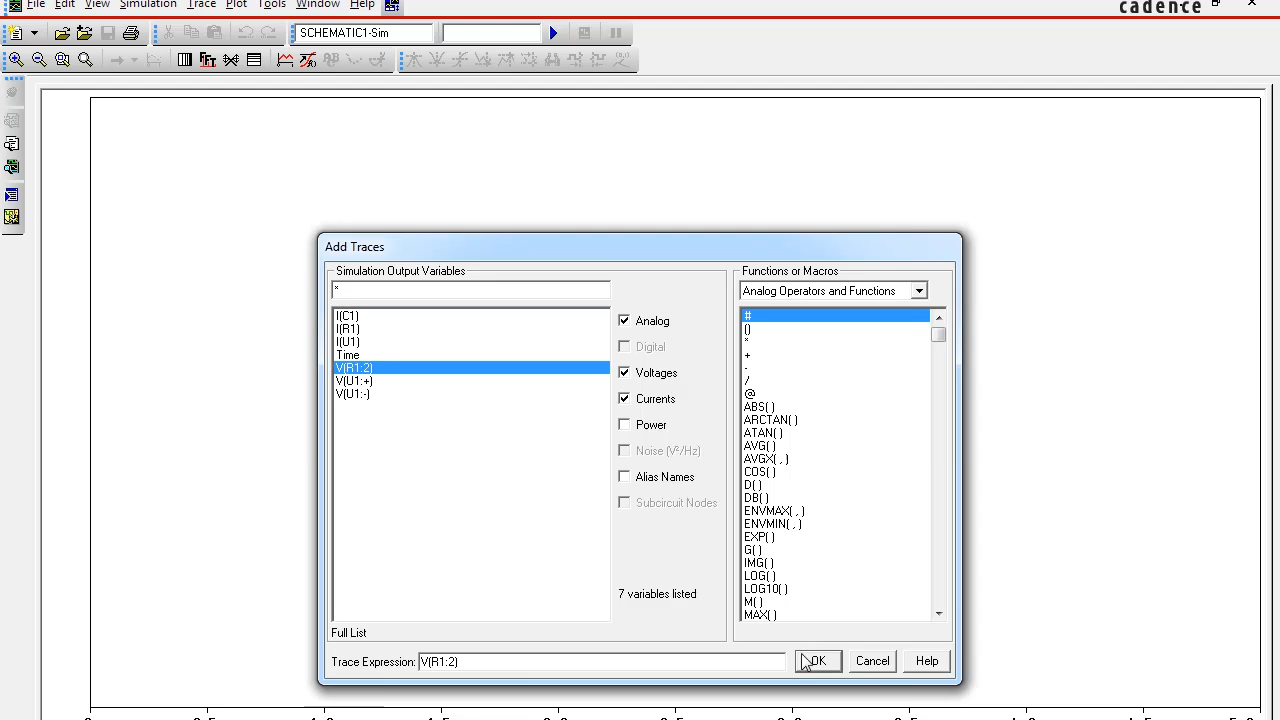 File Edit View Simulation Trace Plot Tools Window Help
cadence
SCHEMATIC1-Sim
Add Traces
Simulation Output Variables
*
I(C1)
I(R1)
I(U1)
Time
V(R1:2)
V(U1:+)
V(U1:-)
Analog
Digital
Voltages
Currents
Power
Noise (V²/Hz)
Alias Names
Subcircuit Nodes
7 variables listed
Full List
Functions or Macros
Analog Operators and Functions
#
()
*
+
-
/
@
ABS( )
ARCTAN( )
ATAN( )
AVG( )
AVGX( , )
COS( )
D( )
DB( )
ENVMAX( , )
ENVMIN( , )
EXP( )
G( )
IMG( )
LOG( )
LOG10( )
M( )
MAX( )
Trace Expression: V(R1:2)
OK Cancel Help